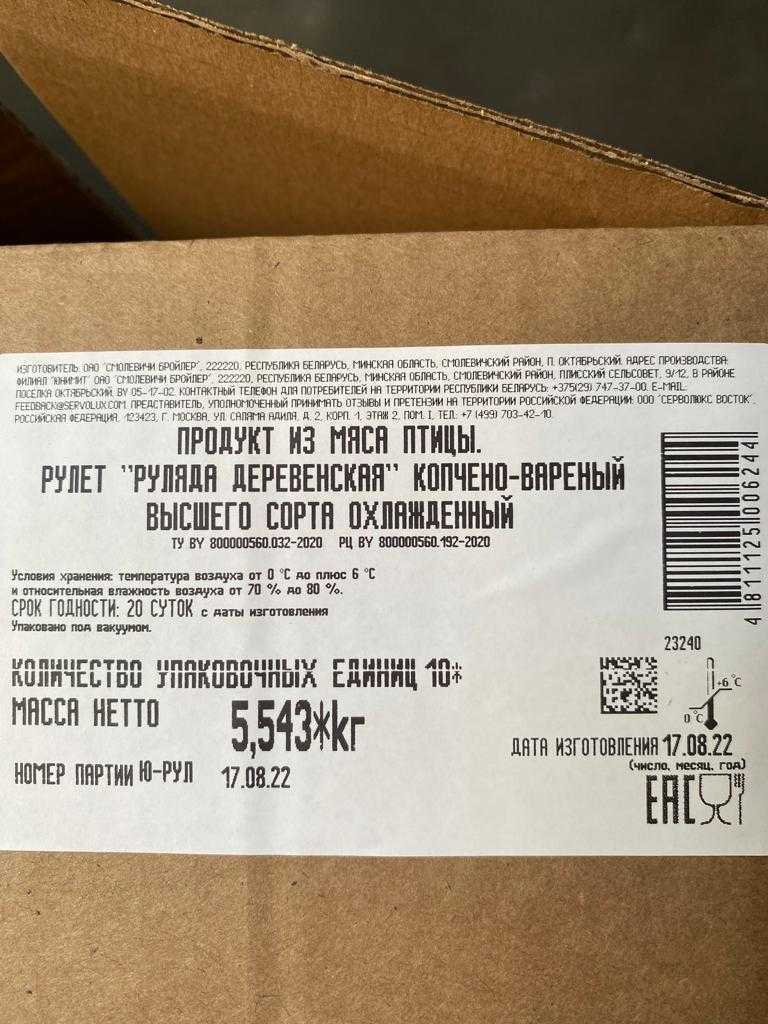 ИЗГОТОВИТЕЛЬ: ОАО "СМОЛЕВИЧИ БРОЙЛЕР", 222220, РЕСПУБЛИКА БЕЛАРУСЬ, МИНСКАЯ ОБЛАСТЬ, СМОЛЕВИЧСКИЙ РАЙОН, П. ОКТЯБРЬСКИЙ. АДРЕС ПРОИЗВОДСТВА:
ФИЛИАЛ "ЮНИМИТ" ОАО "СМОЛЕВИЧИ БРОЙЛЕР", 222220, РЕСПУБЛИКА БЕЛАРУСЬ, МИНСКАЯ ОБЛАСТЬ, СМОЛЕВИЧСКИЙ РАЙОН, ПЛИССКИЙ СЕЛЬСОВЕТ, 9/12, В РАЙОНЕ
ПОСЕЛКА ОКТЯБРЬСКИЙ. BY 05-17-02. КОНТАКТНЫЙ ТЕЛЕФОН ДЛЯ ПОТРЕБИТЕЛЕЙ НА ТЕРРИТОРИИ РЕСПУБЛИКИ БЕЛАРУСЬ: +375(29) 747-37-00. E-MAIL:
FEEDBACK@SERVOLUX.COM. ПРЕДСТАВИТЕЛЬ, УПОЛНОМОЧЕННЫЙ ПРИНИМАТЬ ОТЗЫВЫ И ПРЕТЕНЗИИ НА ТЕРРИТОРИИ РОССИЙСКОЙ ФЕДЕРАЦИИ: ООО "СЕРВОЛЮКС ВОСТОК",
РОССИЙСКАЯ ФЕДЕРАЦИЯ, 123423, Г. МОСКВА, УЛ. САЛЯМА АДИЛЯ, Д. 2, КОРП. 1, ЭТАЖ 2, ПОМ. I, ТЕЛ.: +7 (499) 703-42-10.
ПРОДУКТ ИЗ МЯСА ПТИЦЫ.
РУЛЕТ "РУЛЯДА ДЕРЕВЕНСКАЯ" КОПЧЕНО-ВАРЕНЫЙ
ВЫСШЕГО СОРТА ОХЛАЖДЕННЫЙ
ТУ BY 800000560.032-2020 РЦ BY 800000560.192-2020
Условия хранения: температура воздуха от 0 °C до плюс 6 °C
и относительная влажность воздуха от 70 % до 80 %.
СРОК ГОДНОСТИ: 20 СУТОК с даты изготовления
Упаковано под вакуумом.
4 811125 006244
23240
+6 °C
0 °C
КОЛИЧЕСТВО УПАКОВОЧНЫХ ЕДИНИЦ 10*
МАССА НЕТТО 5,543*кг
ДАТА ИЗГОТОВЛЕНИЯ 17.08.22
(число, месяц, год)
НОМЕР ПАРТИИ Ю-РУЛ 17.08.22
EAC